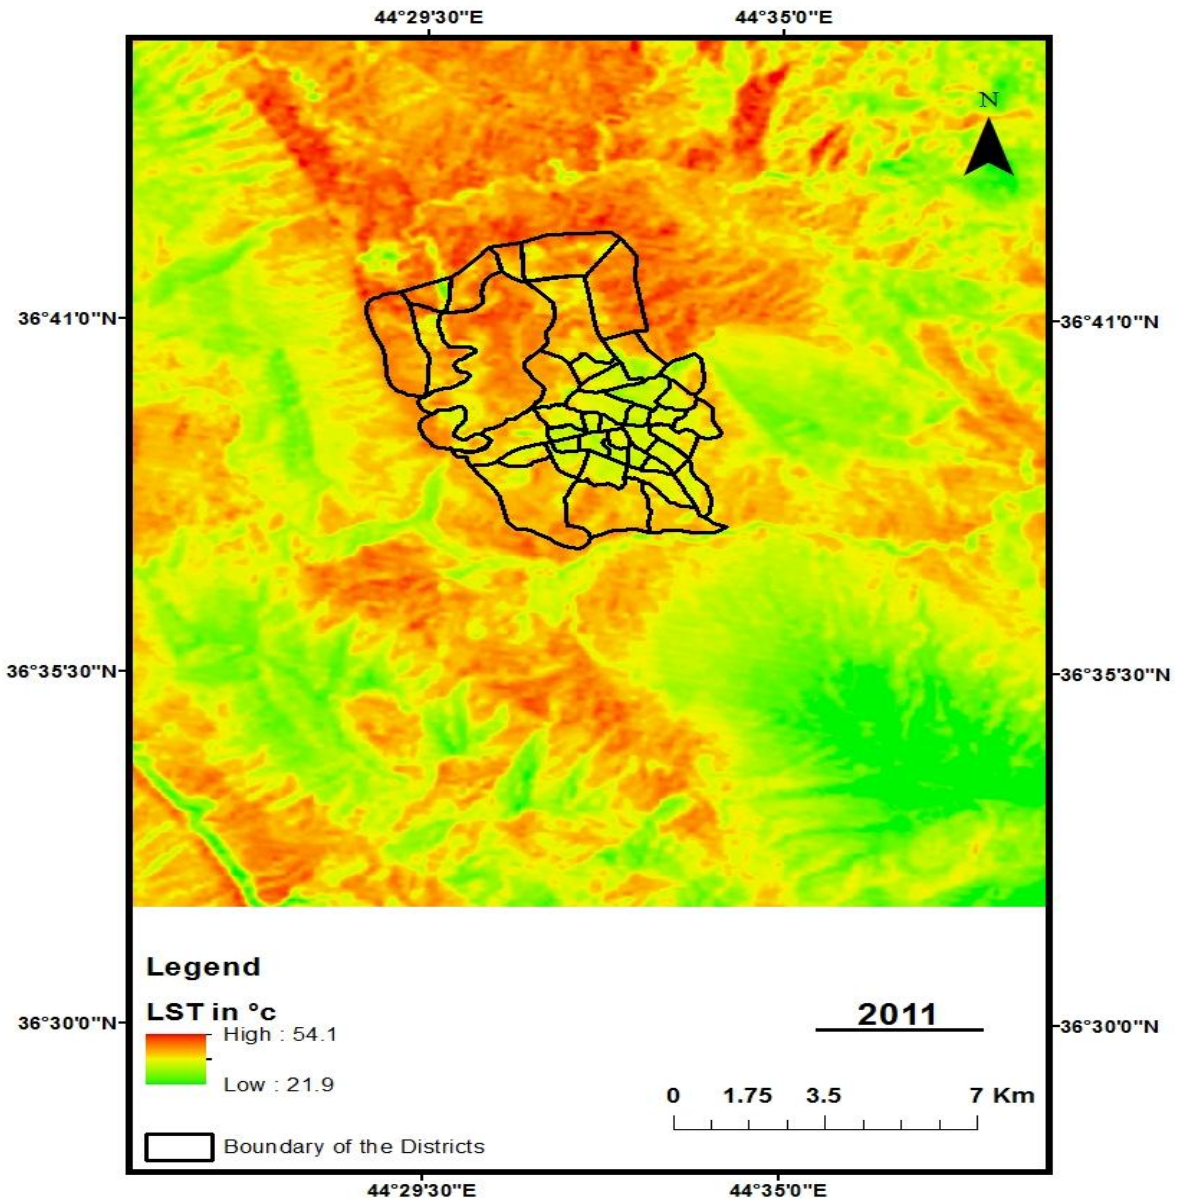 44°29'30"E 44°35'0"E
N
36°41'0"N 36°41'0"N
36°35'30"N 36°35'30"N
Legend
LST in °c
2011
36°30'0"N 36°30'0"N
High : 54.1
Low : 21.9
0 1.75 3.5 7 Km
Boundary of the Districts
44°29'30"E 44°35'0"E